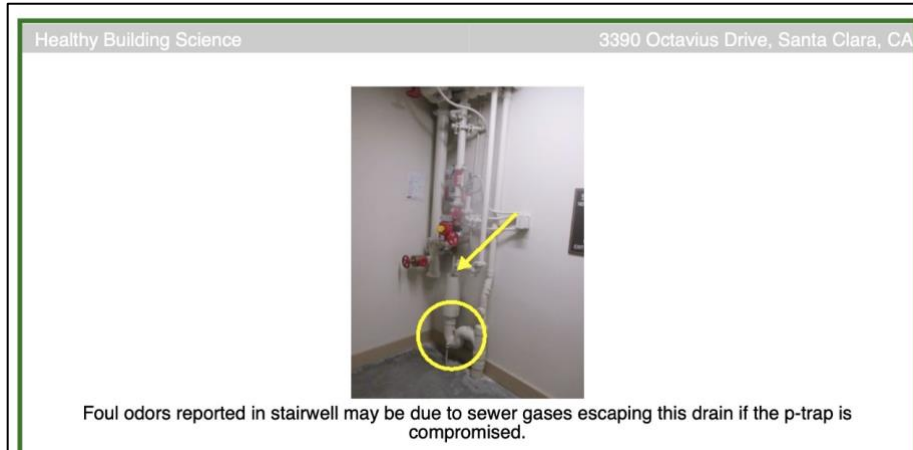 Healthy Building Science
3390 Octavius Drive, Santa Clara, CA
Foul odors reported in stairwell may be due to sewer gases escaping this drain if the p-trap is
compromised.